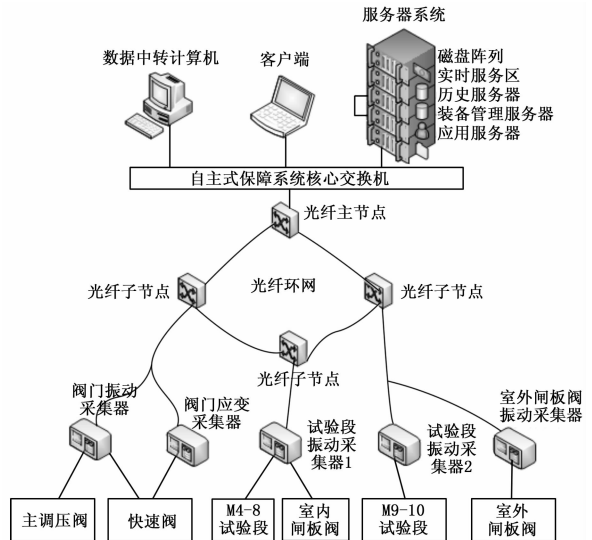 服务器系统
数据中转计算机
客户端
磁盘阵列
实时服务区
历史服务器
装备管理服务器
应用服务器
自主式保障系统核心交换机
光纤主节点
光纤子节点
光纤环网
光纤子节点
光纤子节点
阀门振动
采集器
阀门应变
采集器
试验段
振动采
集器1
试验段
振动采
集器2
室外闸板阀
振动采集器
主调压阀
快速阀
M4-8
试验段
室内
闸板阀
M9-10
试验段
室外
闸板阀